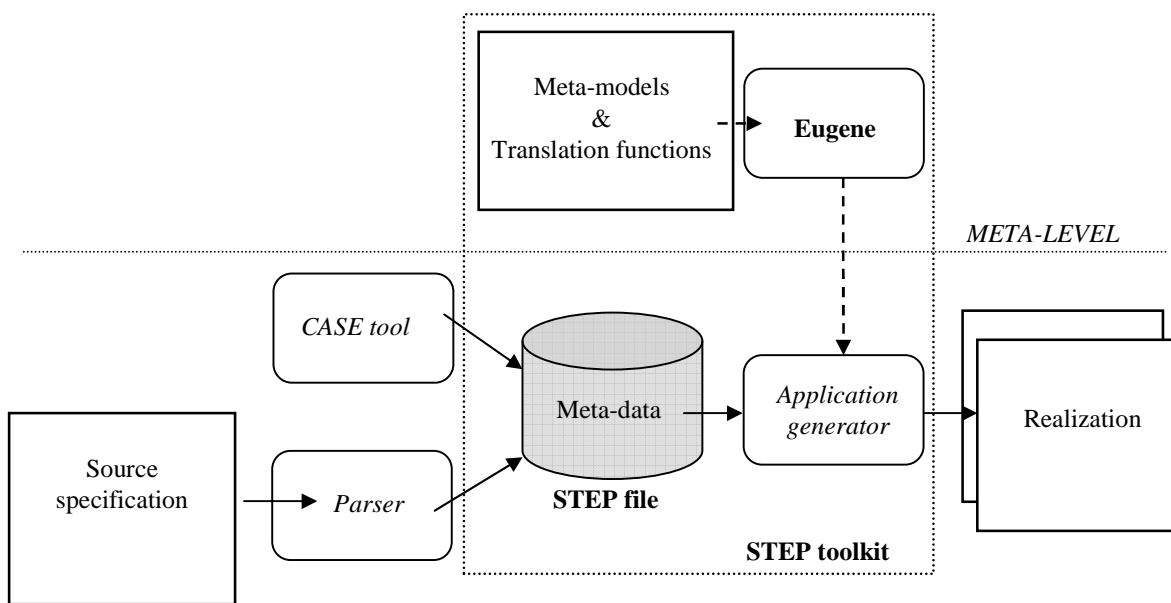 Meta-models
&
Translation functions
Eugene
META-LEVEL
CASE tool
Meta-data
Application
generator
Realization
Source
specification
Parser
STEP file
STEP toolkit